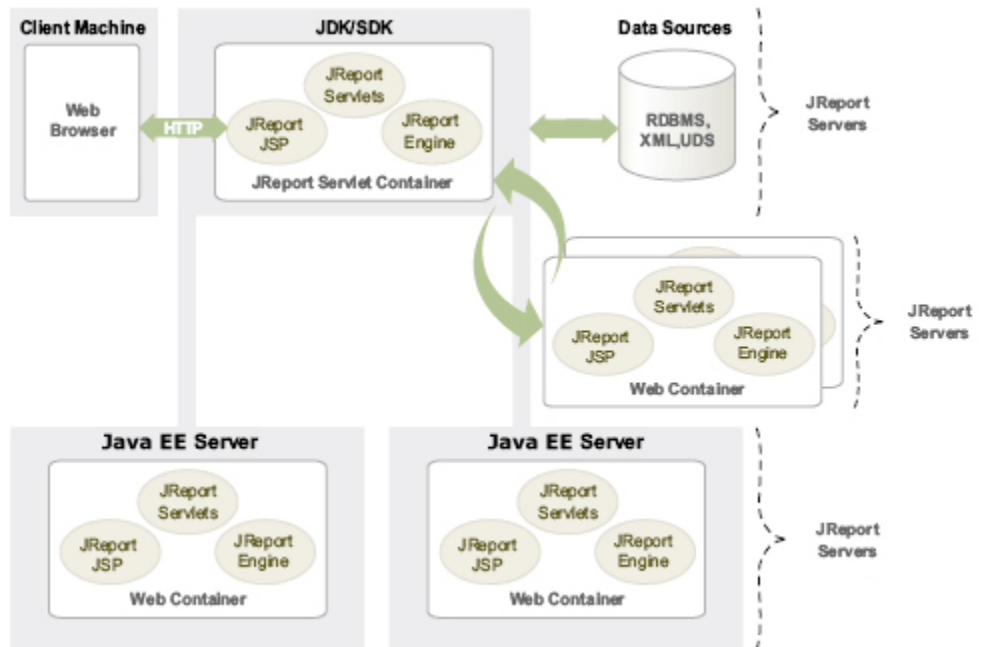 Client Machine
JDK/SDK
Data Sources
Web
Browser
HTTP
JReport
Servlets
JReport
JSP
JReport
Engine
JReport Servlet Container
RDBMS,
XML,UDS
JReport
Servers
JReport
Servlets
JReport
JSP
JReport
Engine
Web Container
JReport
Servers
Java EE Server
JReport
Servlets
JReport
JSP
JReport
Engine
Web Container
Java EE Server
JReport
Servlets
JReport
JSP
JReport
Engine
Web Container
JReport
Servers